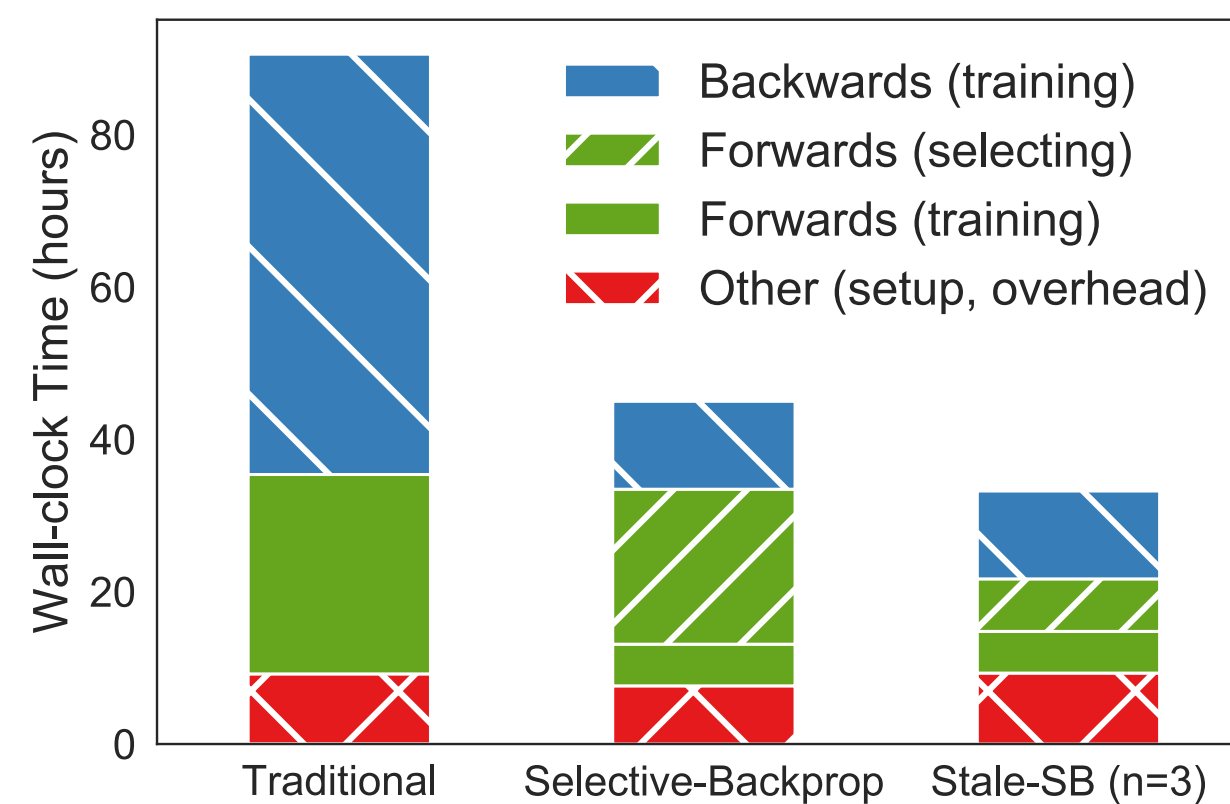 Wall-clock Time (hours)
80
60
40
20
0
Backwards (training)
Forwards (selecting)
Forwards (training)
Other (setup, overhead)
Traditional
Selective-Backprop
Stale-SB (n=3)